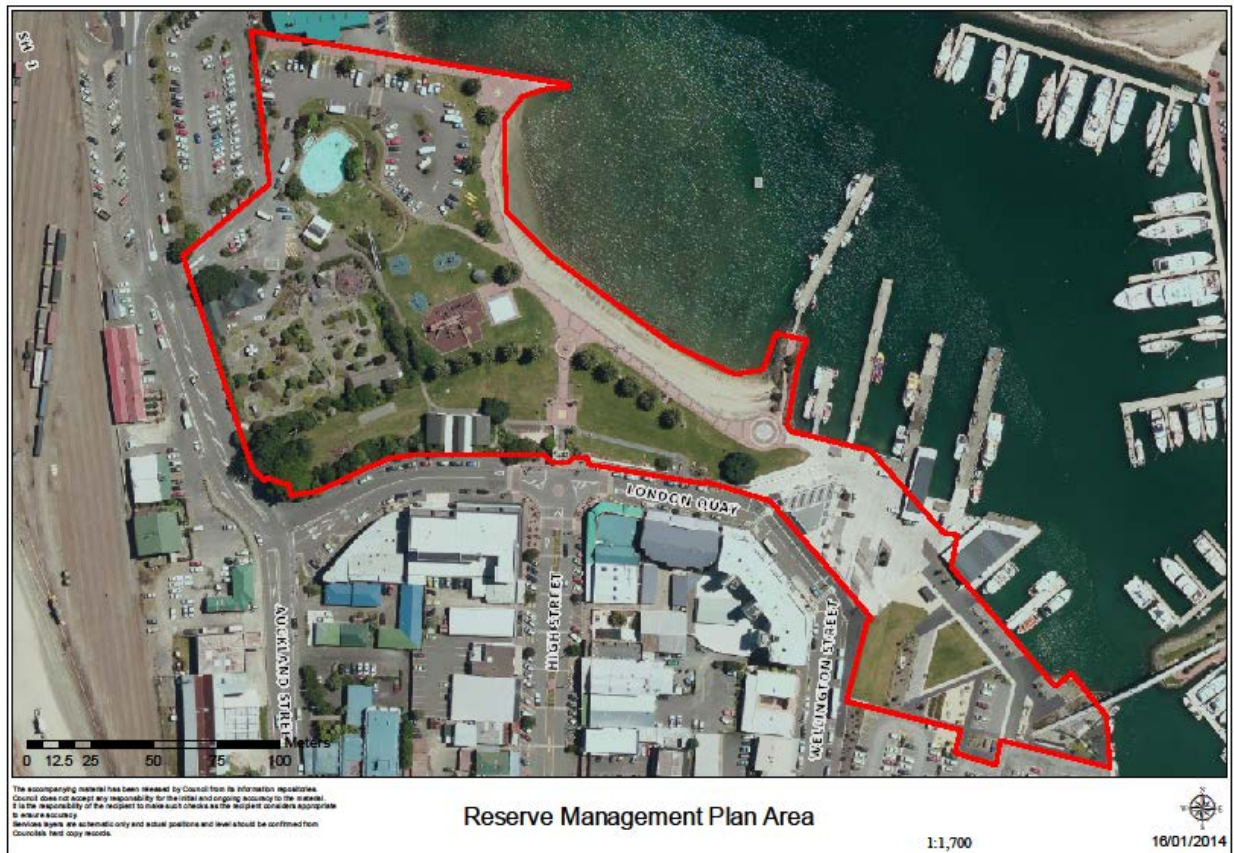 SH 1
LONDON QUAY
HIGH STREET
AUCKLAND STREET
WELLINGTON STREET
Meters
0 12.5 25 50 75 100
The accompanying material has been released by Council from its information repositories.
Council does not accept any responsibility for the initial and ongoing accuracy to the material.
It is the responsibility of the recipient to make such checks as the recipient considers appropriate
to ensure accuracy.
Services layers are schematic only and actual positions and level should be confirmed from
Councils hard copy records.
Reserve Management Plan Area
1:1,700
16/01/2014